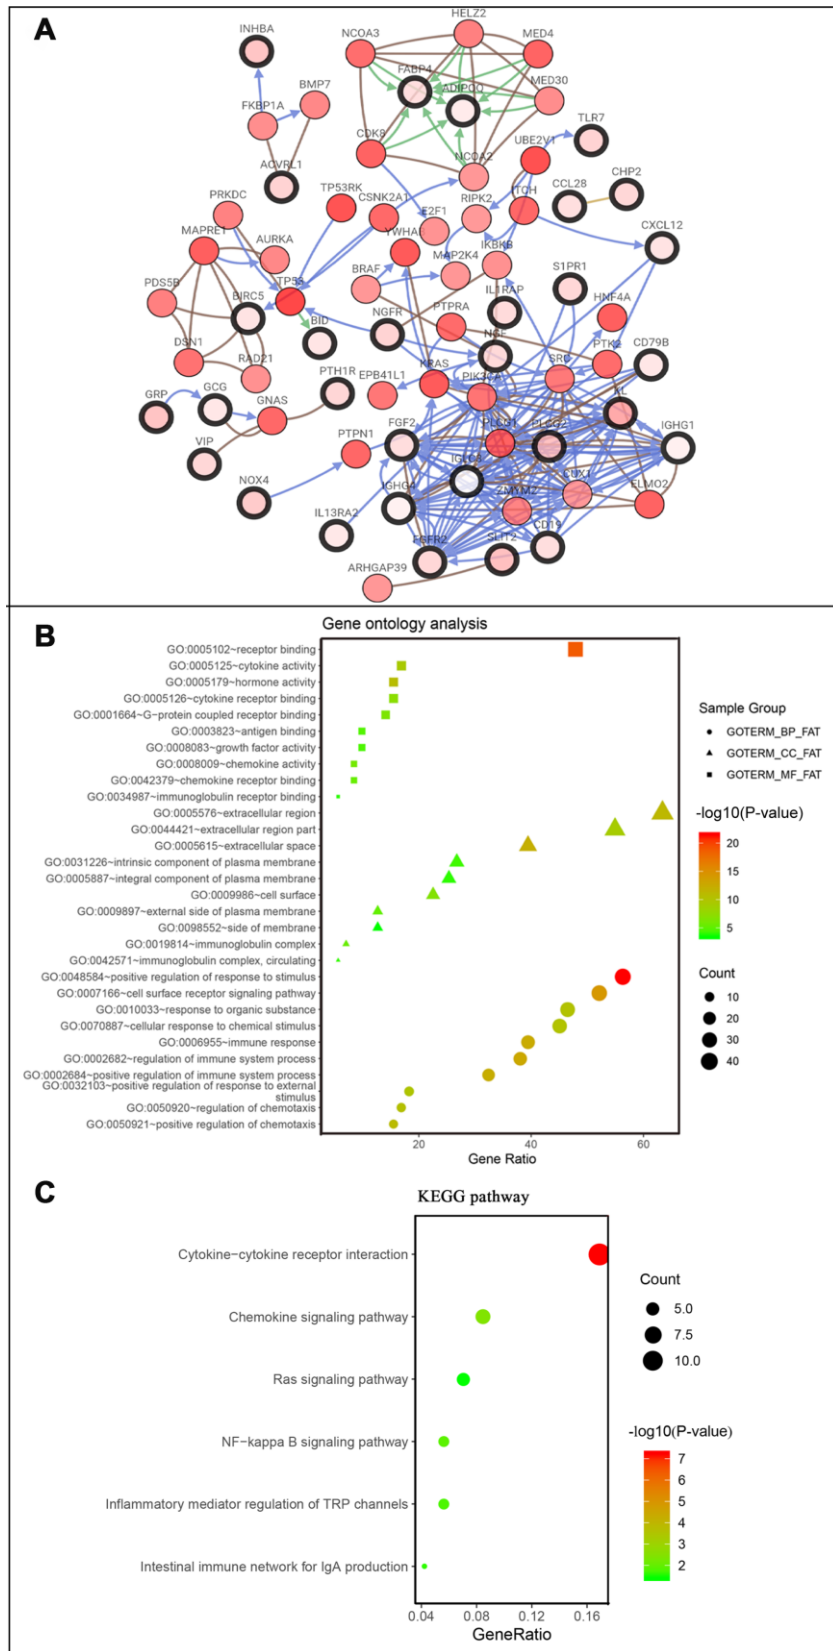 A
HELZ2
INHBA
NCOA3
MED4
FABP4
BMP7
ADIPOQ
MED30
FKBP1A
TLR7
CDK8
UBE2V1
ACVRL1
NCOA2
CHP2
CCL28
TP53RK
CSNK2A1
RIPK2
ITCH
PRKDC
E2F1
CXCL12
MAPRE1
AURKA
YWHAB
IKBKB
MAP2K4
BRAF
S1PR1
PDS5B
TP53
IL1RAP
BIRC5
BID
NGFR
PTPRA
HNF4A
DSN1
NGF
CD79B
RAD21
SRC
PTK2
PTH1R
EPB41L1
KRAS
PIK3CA
GRP
GCG
KL
GNAS
PTPN1
FGF2
PLCG1
PLCG2
IGHG1
VIP
IGLC3
NOX4
IGHG4
CUX1
ELMO2
ZMYM2
IL13RA2
CD19
FGFR2
SLIT2
ARHGAP39
B
Gene ontology analysis
GO:0005102~receptor binding
GO:0005125~cytokine activity
GO:0005179~hormone activity
GO:0005126~cytokine receptor binding
GO:0001664~G-protein coupled receptor binding
GO:0003823~antigen binding
GO:0008083~growth factor activity
GO:0008009~chemokine activity
GO:0042379~chemokine receptor binding
GO:0034987~immunoglobulin receptor binding
GO:0005576~extracellular region
GO:0044421~extracellular region part
GO:0005615~extracellular space
GO:0031226~intrinsic component of plasma membrane
GO:0005887~integral component of plasma membrane
GO:0009986~cell surface
GO:0009897~external side of plasma membrane
GO:0098552~side of membrane
GO:0019814~immunoglobulin complex
GO:0042571~immunoglobulin complex, circulating
GO:0048584~positive regulation of response to stimulus
GO:0007166~cell surface receptor signaling pathway
GO:0010033~response to organic substance
GO:0070887~cellular response to chemical stimulus
GO:0006955~immune response
GO:0002682~regulation of immune system process
GO:0002684~positive regulation of immune system process
GO:0032103~positive regulation of response to external
stimulus
GO:0050920~regulation of chemotaxis
GO:0050921~positive regulation of chemotaxis
20 40 60
Gene Ratio
Sample Group
GOTERM_BP_FAT
GOTERM_CC_FAT
GOTERM_MF_FAT
-log10(P-value)
20
15
10
5
Count
10
20
30
40
C
KEGG pathway
Cytokine−cytokine receptor interaction
Chemokine signaling pathway
Ras signaling pathway
NF−kappa B signaling pathway
Inflammatory mediator regulation of TRP channels
Intestinal immune network for IgA production
0.04 0.08 0.12 0.16
GeneRatio
Count
5.0
7.5
10.0
-log10(P-value)
7
6
5
4
3
2